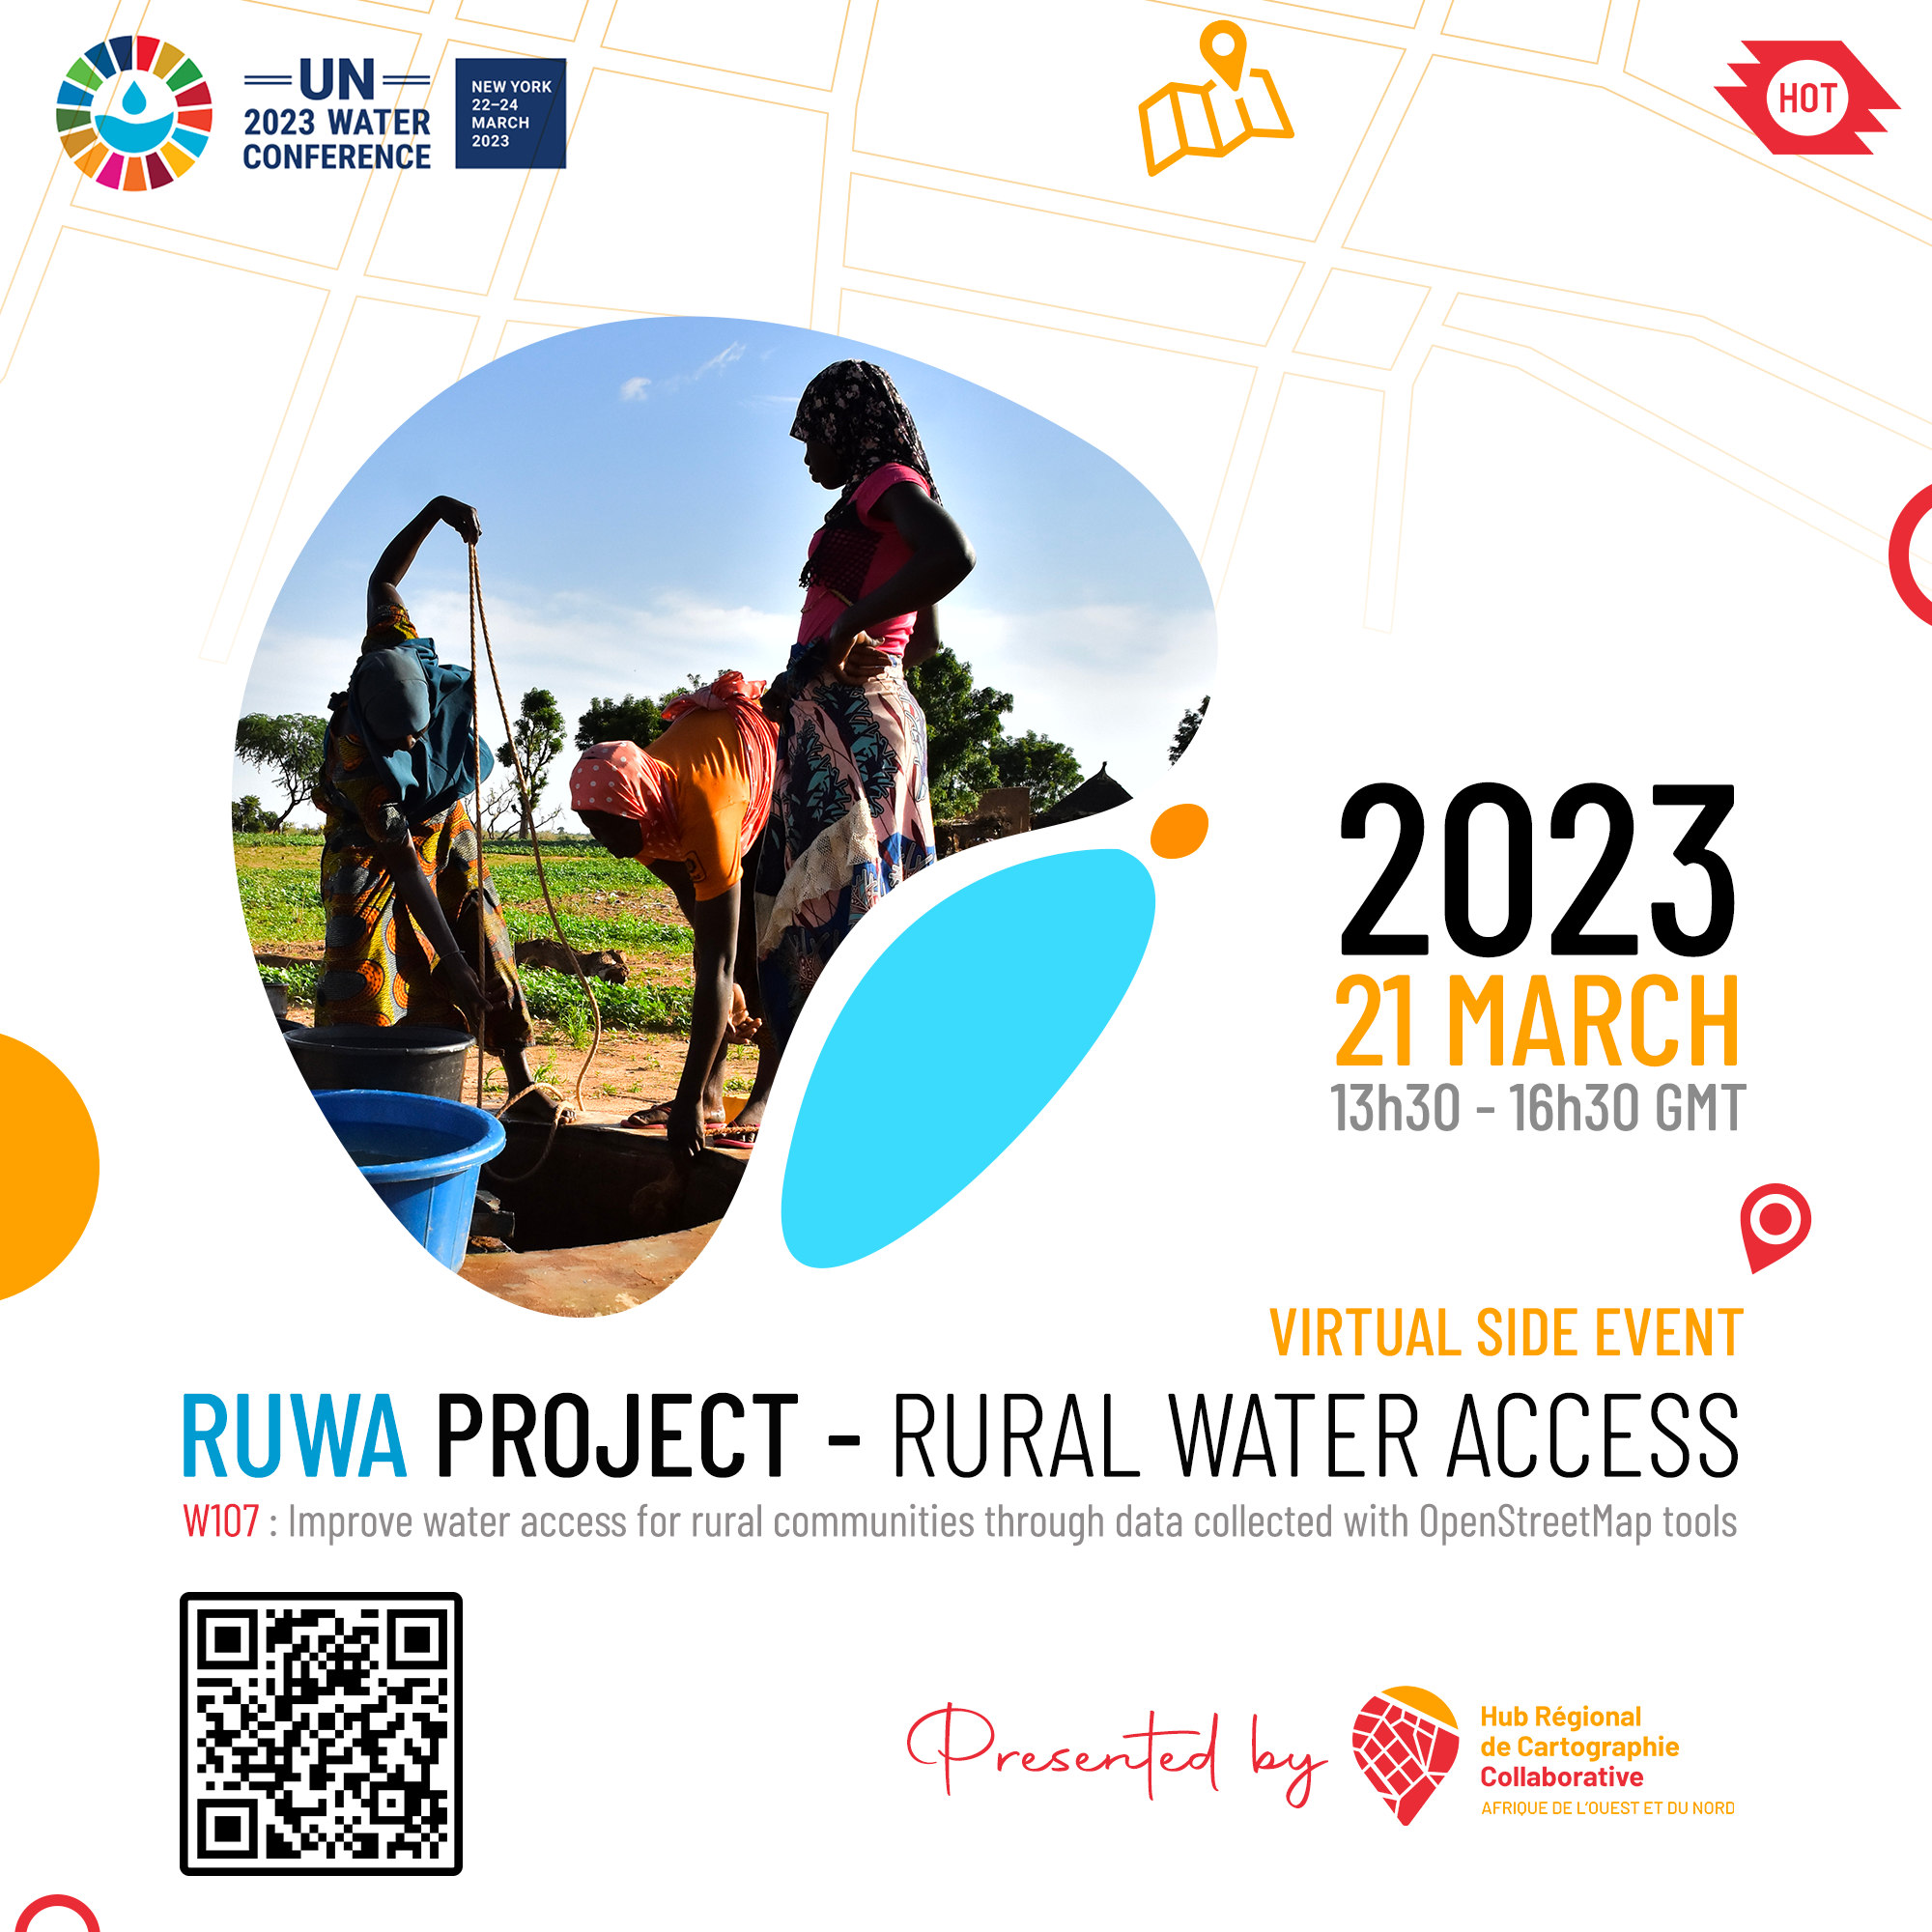 UN
2023 WATER
CONFERENCE
NEW YORK
22–24
MARCH
2023
HOT
2023
21 MARCH
13h30 - 16h30 GMT
VIRTUAL SIDE EVENT
RUWA PROJECT - RURAL WATER ACCESS
W107 : Improve water access for rural communities through data collected with OpenStreetMap tools
Presented by
Hub Régional
de Cartographie
Collaborative
AFRIQUE DE L'OUEST ET DU NORD